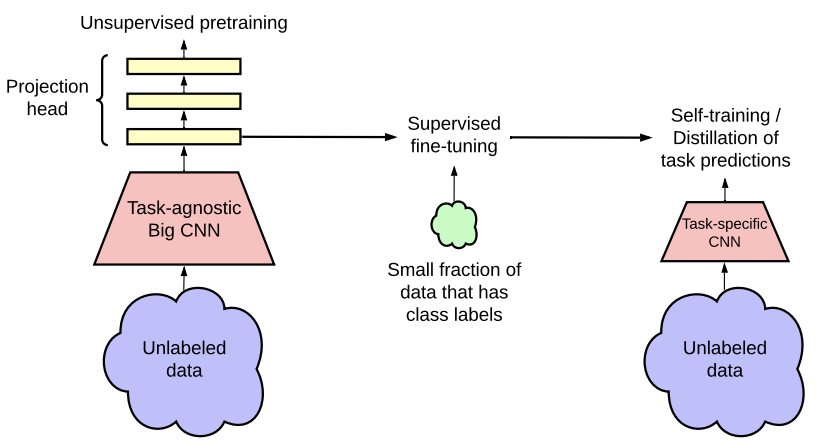 Unsupervised pretraining
Projection
head
Task-agnostic
Big CNN
Unlabeled
data
Supervised
fine-tuning
Small fraction of
data that has
class labels
Self-training /
Distillation of
task predictions
Task-specific
CNN
Unlabeled
data